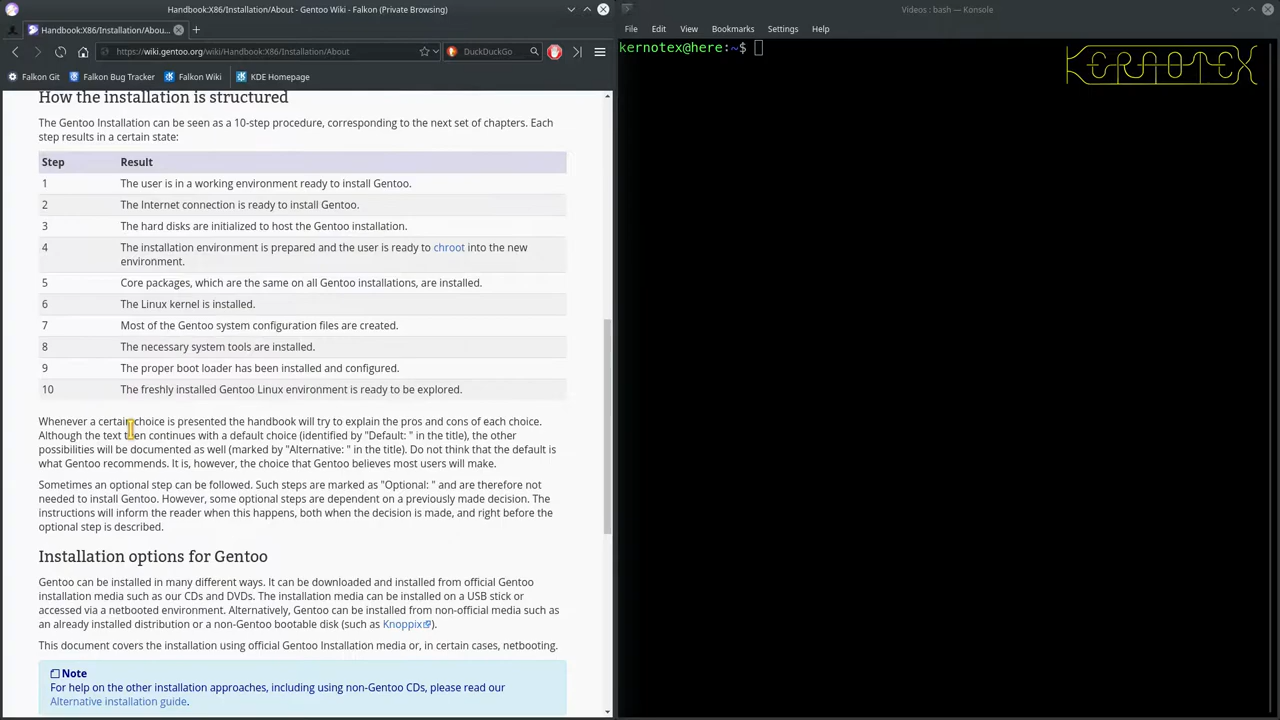 Handbook:X86/Installation/About - Gentoo Wiki - Falkon (Private Browsing)
Handbook:X86/Installation/Abou...
https://wiki.gentoo.org/wiki/Handbook:X86/Installation/About
DuckDuckGo
Falkon Git
Falkon Bug Tracker
Falkon Wiki
KDE Homepage
How the installation is structured
The Gentoo Installation can be seen as a 10-step procedure, corresponding to the next set of chapters. Each
step results in a certain state:
Step Result
1 The user is in a working environment ready to install Gentoo.
2 The Internet connection is ready to install Gentoo.
3 The hard disks are initialized to host the Gentoo installation.
4 The installation environment is prepared and the user is ready to chroot into the new
environment.
5 Core packages, which are the same on all Gentoo installations, are installed.
6 The Linux kernel is installed.
7 Most of the Gentoo system configuration files are created.
8 The necessary system tools are installed.
9 The proper boot loader has been installed and configured.
10 The freshly installed Gentoo Linux environment is ready to be explored.
Whenever a certain choice is presented the handbook will try to explain the pros and cons of each choice.
Although the text then continues with a default choice (identified by "Default: " in the title), the other
possibilities will be documented as well (marked by "Alternative: " in the title). Do not think that the default is
what Gentoo recommends. It is, however, the choice that Gentoo believes most users will make.
Sometimes an optional step can be followed. Such steps are marked as "Optional: " and are therefore not
needed to install Gentoo. However, some optional steps are dependent on a previously made decision. The
instructions will inform the reader when this happens, both when the decision is made, and right before the
optional step is described.
Installation options for Gentoo
Gentoo can be installed in many different ways. It can be downloaded and installed from official Gentoo
installation media such as our CDs and DVDs. The installation media can be installed on a USB stick or
accessed via a netbooted environment. Alternatively, Gentoo can be installed from non-official media such as
an already installed distribution or a non-Gentoo bootable disk (such as Knoppix).
This document covers the installation using official Gentoo Installation media or, in certain cases, netbooting.
Note
For help on the other installation approaches, including using non-Gentoo CDs, please read our
Alternative installation guide.
Videos : bash — Konsole
File Edit View Bookmarks Settings Help
kernotex@here:~$
KERNOTEX